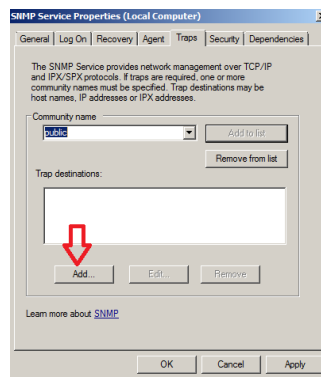 SNMP Service Properties (Local Computer)
General Log On Recovery Agent Traps Security Dependencies
The SNMP Service provides network management over TCP/IP
and IPX/SPX protocols. If traps are required, one or more
community names must be specified. Trap destinations may be
host names, IP addresses or IPX addresses.
Community name
public
Add to list
Remove from list
Trap destinations:
Add... Edit... Remove
Learn more about SNMP
OK Cancel Apply